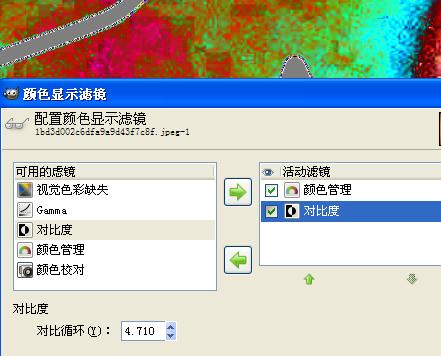 颜色显示滤镜
配置颜色显示滤镜
1bd3d002c6dfa9a9d43f7c8f.jpeg-1
可用的虑镜
视觉色彩缺失
Gamma
对比度
颜色管理
颜色校对
活动滤镜
颜色管理
对比度
对比度
对比循环(Y)： 4.710